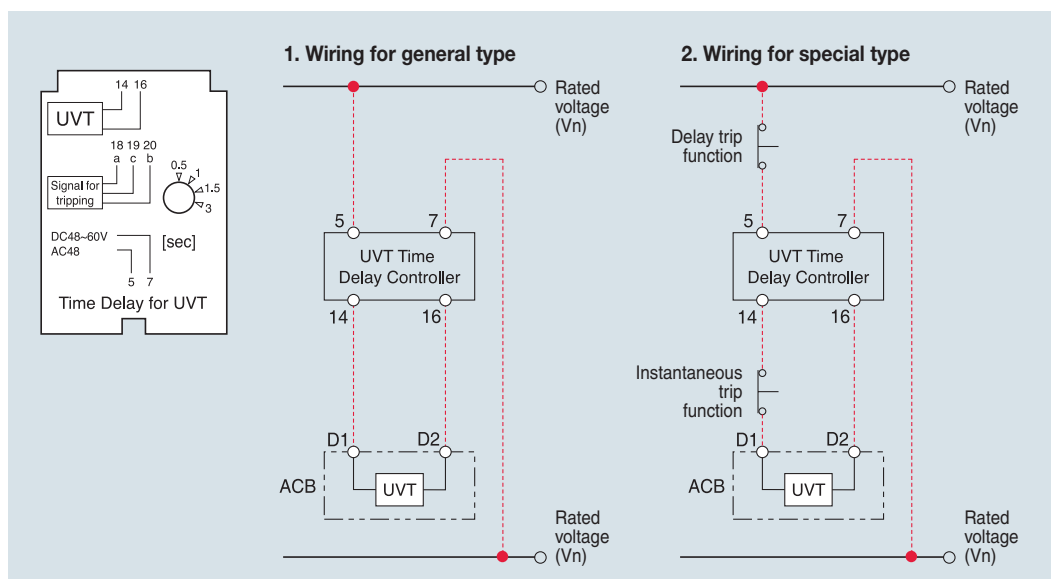 14 16
UVT
18 19 20
a c b
Signal for
tripping
0.5
1
1.5
3
DC48~60V
AC48
[sec]
5 7
Time Delay for UVT
1. Wiring for general type
Rated
voltage
(Vn)
5 7
UVT Time
Delay Controller
14 16
D1 D2
ACB
UVT
Rated
voltage
(Vn)
2. Wiring for special type
Rated
voltage
(Vn)
Delay trip
function
5 7
UVT Time
Delay Controller
14 16
Instantaneous
trip
function
D1 D2
ACB
UVT
Rated
voltage
(Vn)